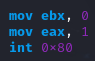 mov ebx, 0
mov eax, 1
int 0x80